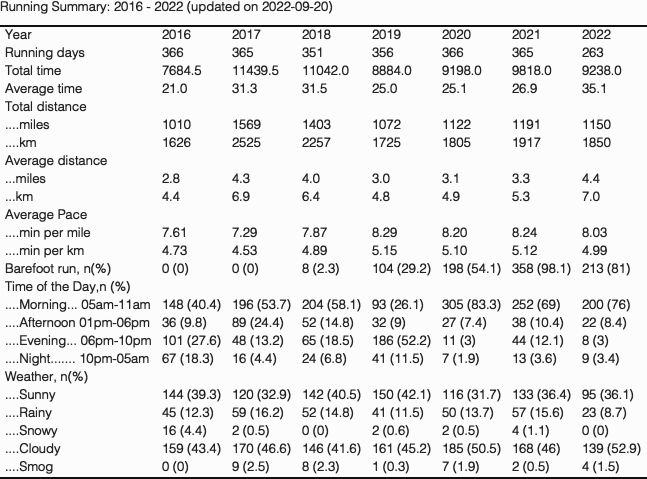 Running Summary: 2016 - 2022 (updated on 2022-09-20)
Year 2016 2017 2018 2019 2020 2021 2022
Running days 366 365 351 356 366 365 263
Total time 7684.5 11439.5 11042.0 8884.0 9198.0 9818.0 9238.0
Average time 21.0 31.3 31.5 25.0 25.1 26.9 35.1
Total distance
....miles 1010 1569 1403 1072 1122 1191 1150
....km 1626 2525 2257 1725 1805 1917 1850
Average distance
...miles 2.8 4.3 4.0 3.0 3.1 3.3 4.4
...km 4.4 6.9 6.4 4.8 4.9 5.3 7.0
Average Pace
....min per mile 7.61 7.29 7.87 8.29 8.20 8.24 8.03
....min per km 4.73 4.53 4.89 5.15 5.10 5.12 4.99
Barefoot run, n(%) 0 (0) 0 (0) 8 (2.3) 104 (29.2) 198 (54.1) 358 (98.1) 213 (81)
Time of the Day,n (%)
....Morning... 05am-11am 148 (40.4) 196 (53.7) 204 (58.1) 93 (26.1) 305 (83.3) 252 (69) 200 (76)
....Afternoon 01pm-06pm 36 (9.8) 89 (24.4) 52 (14.8) 32 (9) 27 (7.4) 38 (10.4) 22 (8.4)
....Evening... 06pm-10pm 101 (27.6) 48 (13.2) 65 (18.5) 186 (52.2) 11 (3) 44 (12.1) 8 (3)
....Night....... 10pm-05am 67 (18.3) 16 (4.4) 24 (6.8) 41 (11.5) 7 (1.9) 13 (3.6) 9 (3.4)
Weather, n(%)
....Sunny 144 (39.3) 120 (32.9) 142 (40.5) 150 (42.1) 116 (31.7) 133 (36.4) 95 (36.1)
....Rainy 45 (12.3) 59 (16.2) 52 (14.8) 41 (11.5) 50 (13.7) 57 (15.6) 23 (8.7)
....Snowy 16 (4.4) 2 (0.5) 0 (0) 2 (0.6) 2 (0.5) 4 (1.1) 0 (0)
....Cloudy 159 (43.4) 170 (46.6) 146 (41.6) 161 (45.2) 185 (50.5) 168 (46) 139 (52.9)
....Smog 0 (0) 9 (2.5) 8 (2.3) 1 (0.3) 7 (1.9) 2 (0.5) 4 (1.5)